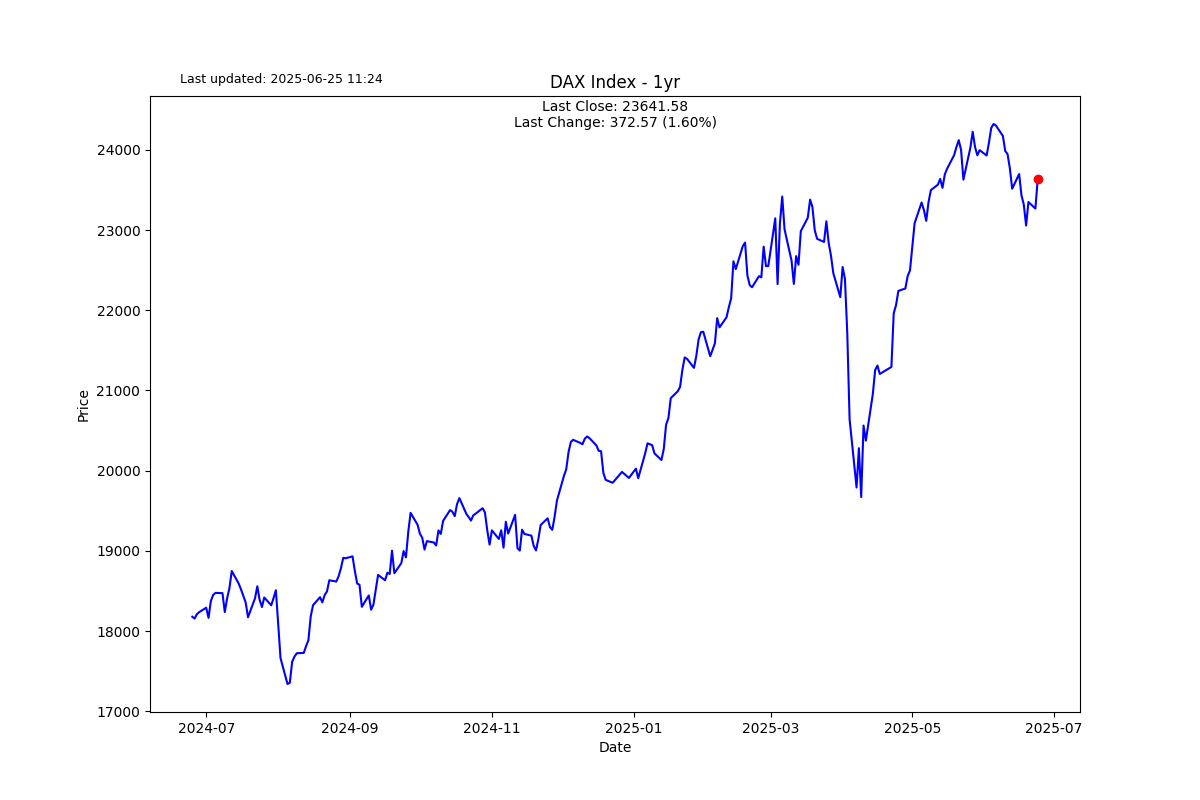 Last updated: 2025-06-25 11:24
DAX Index - 1yr
Last Close: 23641.58
Last Change: 372.57 (1.60%)
24000
23000
22000
21000
20000
19000
18000
17000
Price
2024-07
2024-09
2024-11
2025-01
2025-03
2025-05
2025-07
Date